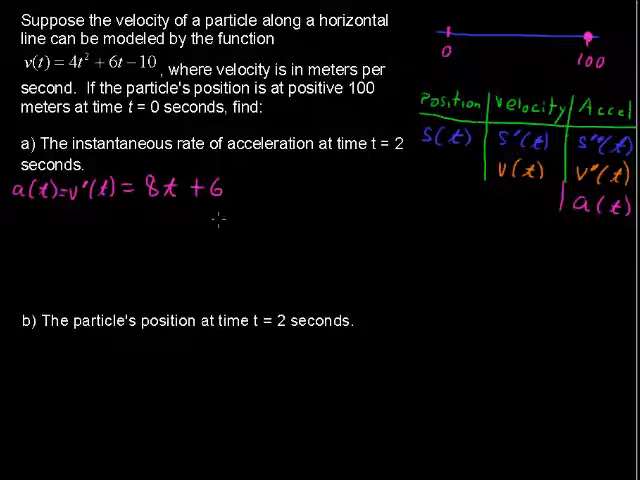 Suppose the velocity of a particle along a horizontal
line can be modeled by the function
v(t) = 4t² + 6t − 10 , where velocity is in meters per
second. If the particle's position is at positive 100
meters at time t = 0 seconds, find:
a) The instantaneous rate of acceleration at time t = 2
seconds.
a(t)=v'(t) = 8t + 6
b) The particle's position at time t = 2 seconds.
0 100
Position Velocity Accel
s(t) s'(t) s''(t)
v(t) v'(t)
a(t)